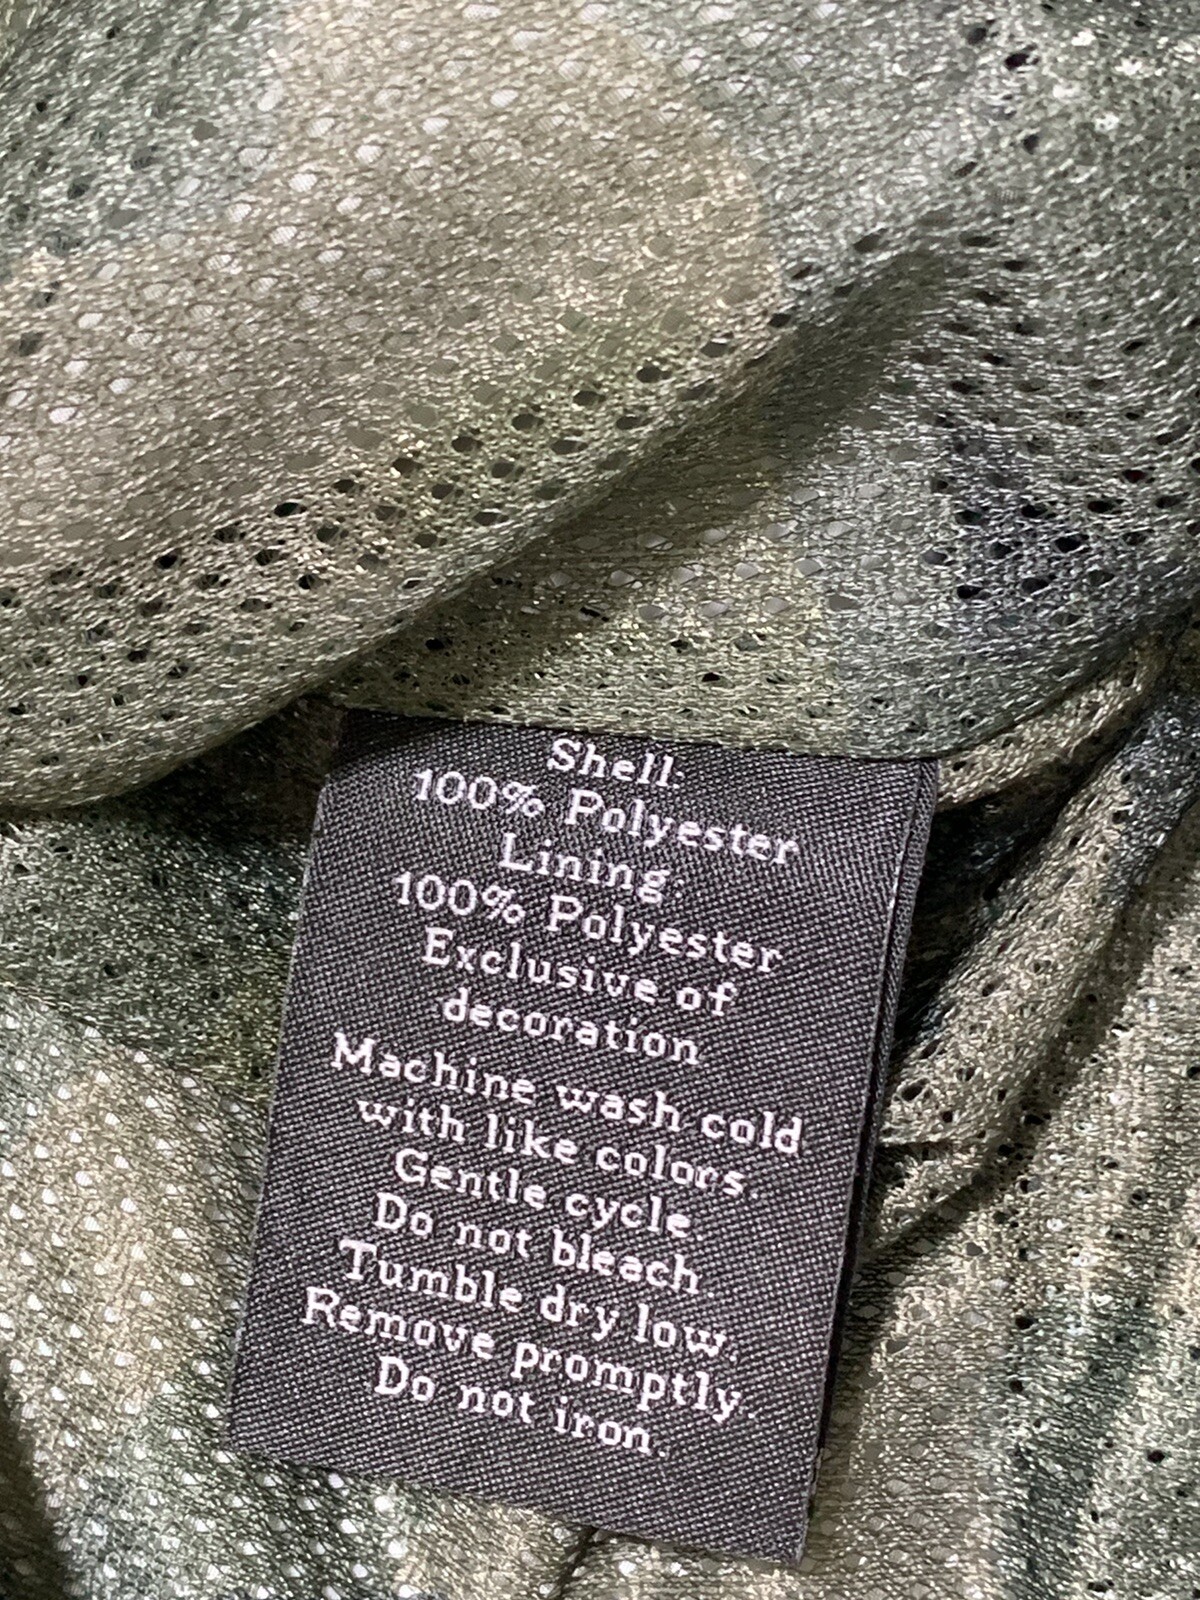 Shell:
100% Polyester
Lining:
100% Polyester
Exclusive of
decoration
Machine wash cold
with like colors.
Gentle cycle.
Do not bleach.
Tumble dry low.
Remove promptly.
Do not iron.